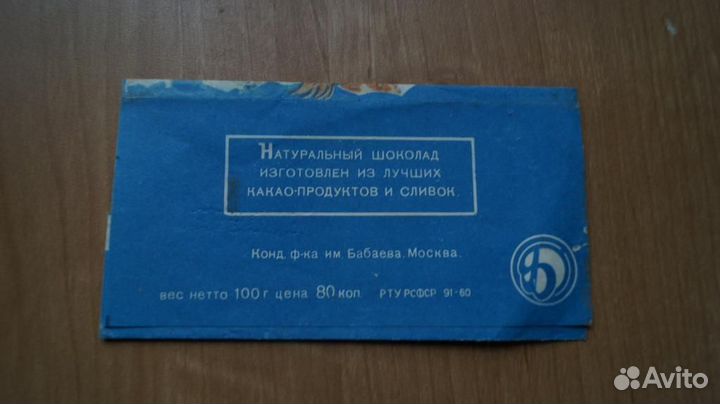 Натуральный шоколад
изготовлен из лучших
какао-продуктов и сливок.
Конд. ф-ка им Бабаева. Москва.
вес нетто 100 г цена 80 коп. РТУ РСФСР 91-60
Б
Avito